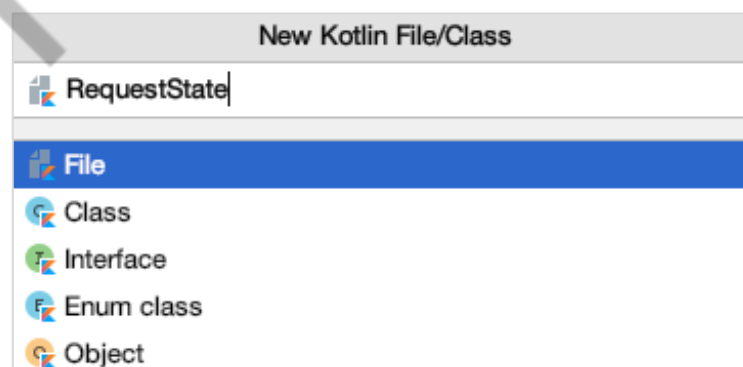 New Kotlin File/Class
RequestState
File
Class
Interface
Enum class
Object